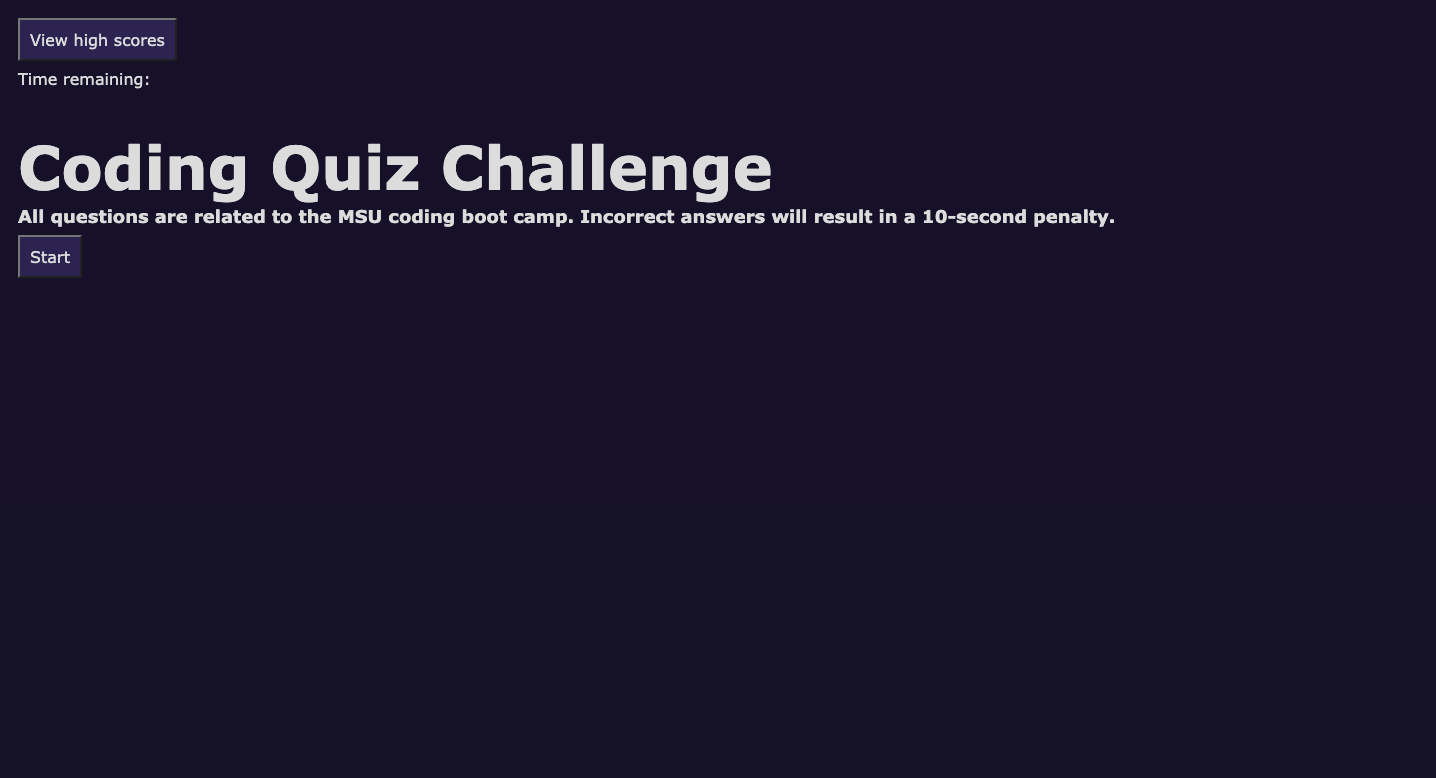 View high scores
Time remaining:
Coding Quiz Challenge
All questions are related to the MSU coding boot camp. Incorrect answers will result in a 10-second penalty.
Start